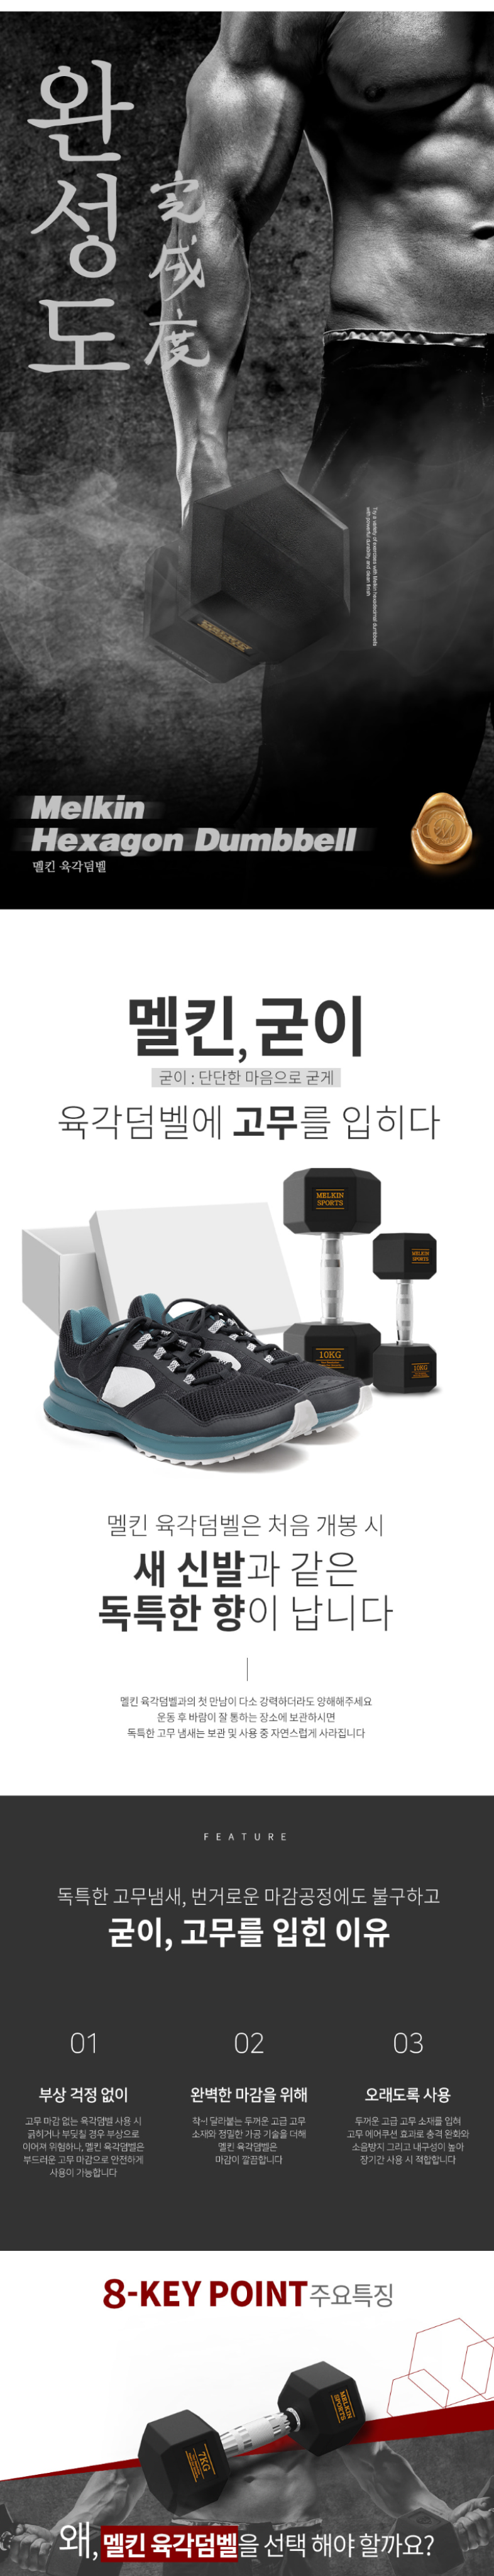 완성도
完成度
Try a variety of exercises with Melkin hexadecimal dumbbells
with powerful durability and clean finish
Melkin
Hexagon Dumbbell
멜킨 육각덤벨
멜킨, 굳이
굳이 : 단단한 마음으로 굳게
육각덤벨에 고무를 입히다
MELKIN
SPORTS
MELKIN
SPORTS
10KG
10KG
멜킨 육각덤벨은 처음 개봉 시
새 신발과 같은
독특한 향이 납니다
멜킨 육각덤벨과의 첫 만남이 다소 강력하더라도 양해해주세요
운동 후 바람이 잘 통하는 장소에 보관하시면
독특한 고무 냄새는 보관 및 사용 중 자연스럽게 사라집니다
FEATURE
독특한 고무냄새, 번거로운 마감공정에도 불구하고
굳이, 고무를 입힌 이유
01
부상 걱정 없이
고무 마감 없는 육각덤벨 사용 시
긁히거나 부딪칠 경우 부상으로
이어져 위험하나, 멜킨 육각덤벨은
부드러운 고무 마감으로 안전하게
사용이 가능합니다
02
완벽한 마감을 위해
착~! 달라붙는 두꺼운 고급 고무
소재와 정밀한 가공 기술을 더해
멜킨 육각덤벨은
마감이 깔끔합니다
03
오래도록 사용
두꺼운 고급 고무 소재를 입혀
고무 에어쿠션 효과로 충격 완화와
소음방지 그리고 내구성이 높아
장기간 사용 시 적합합니다
8-KEY POINT 주요특징
MELKIN
SPORTS
7KG
왜, 멜킨 육각덤벨을 선택 해야 할까요?